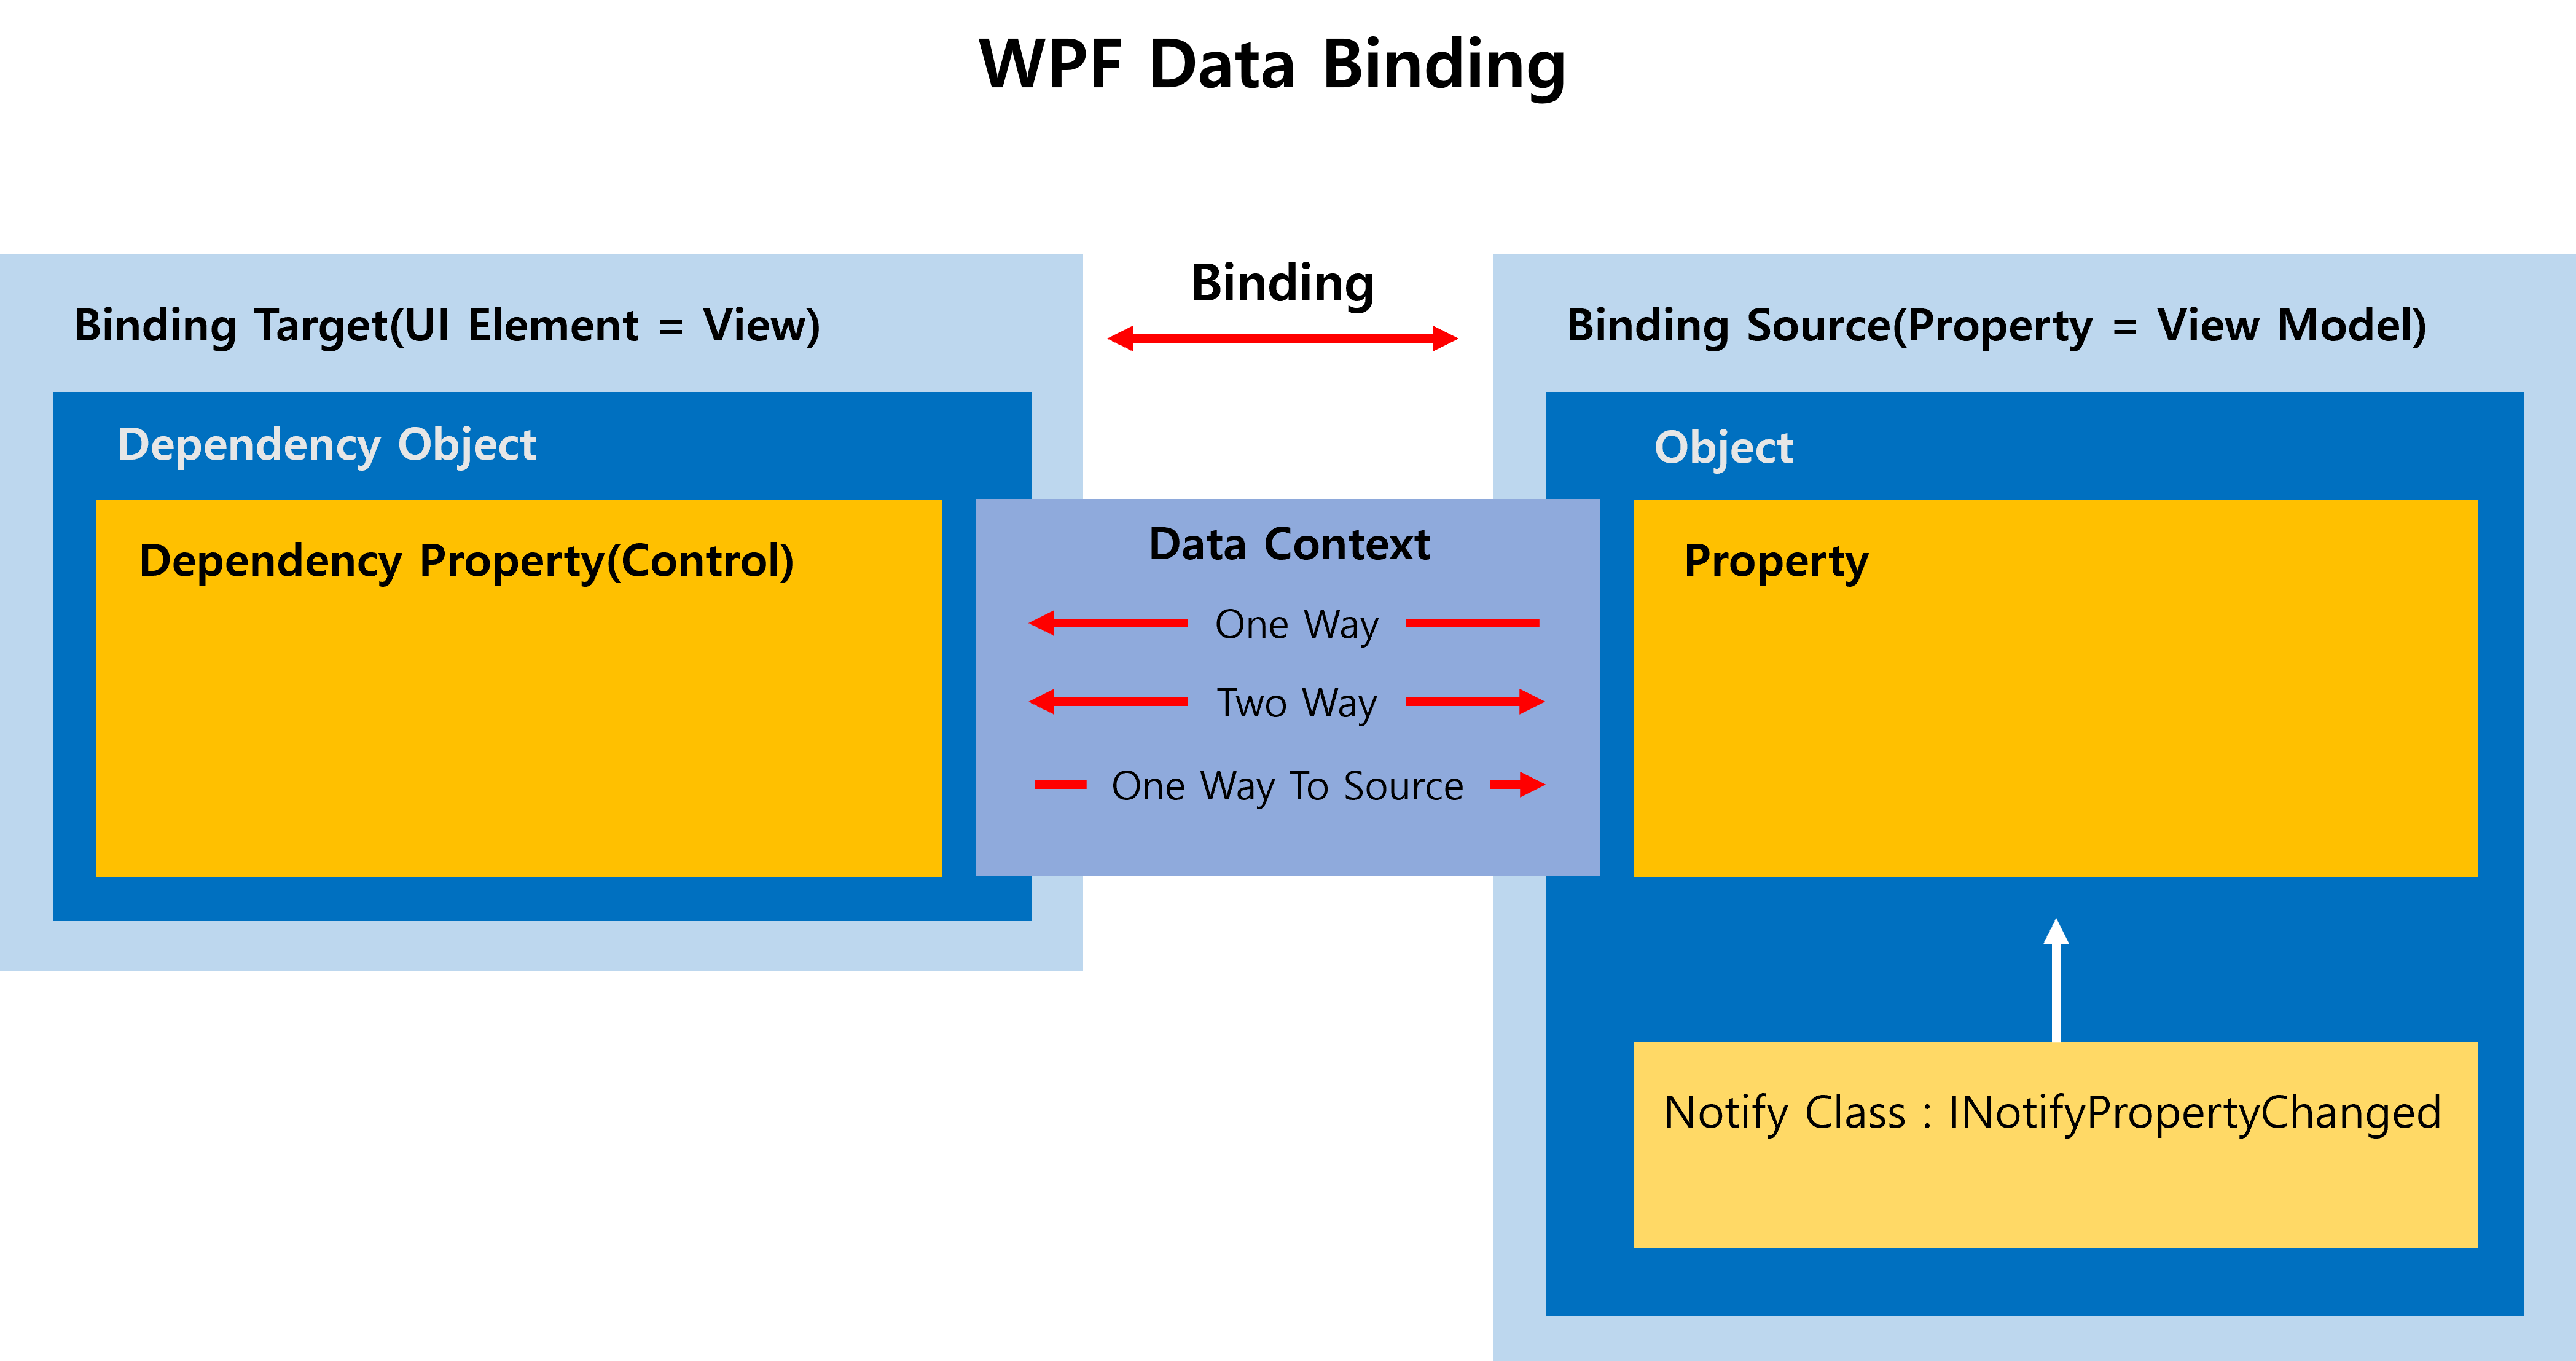 WPF Data Binding
Binding Target(UI Element = View)
Dependency Object
Dependency Property(Control)
Binding
Data Context
One Way
Two Way
One Way To Source
Binding Source(Property = View Model)
Object
Property
Notify Class : INotifyPropertyChanged